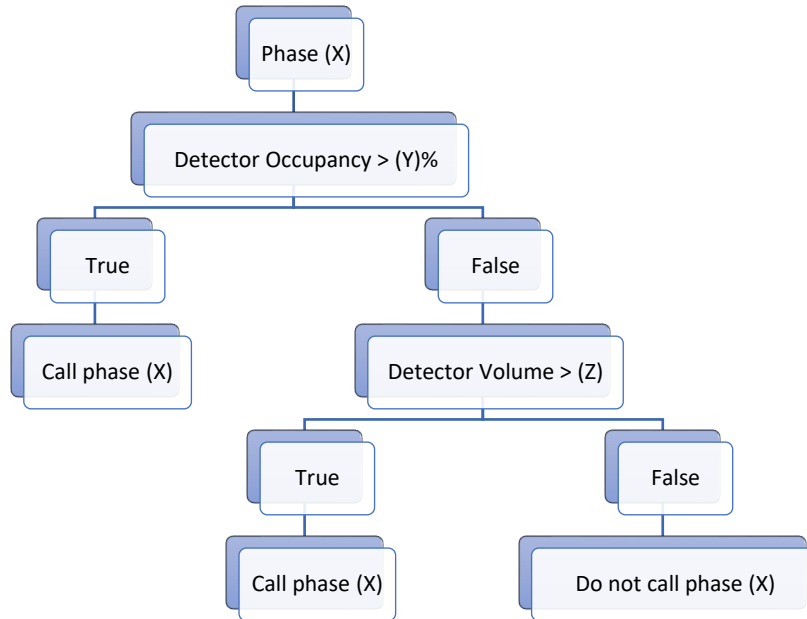 Phase (X)
Detector Occupancy > (Y)%
True
False
Call phase (X)
Detector Volume > (Z)
True
False
Call phase (X)
Do not call phase (X)